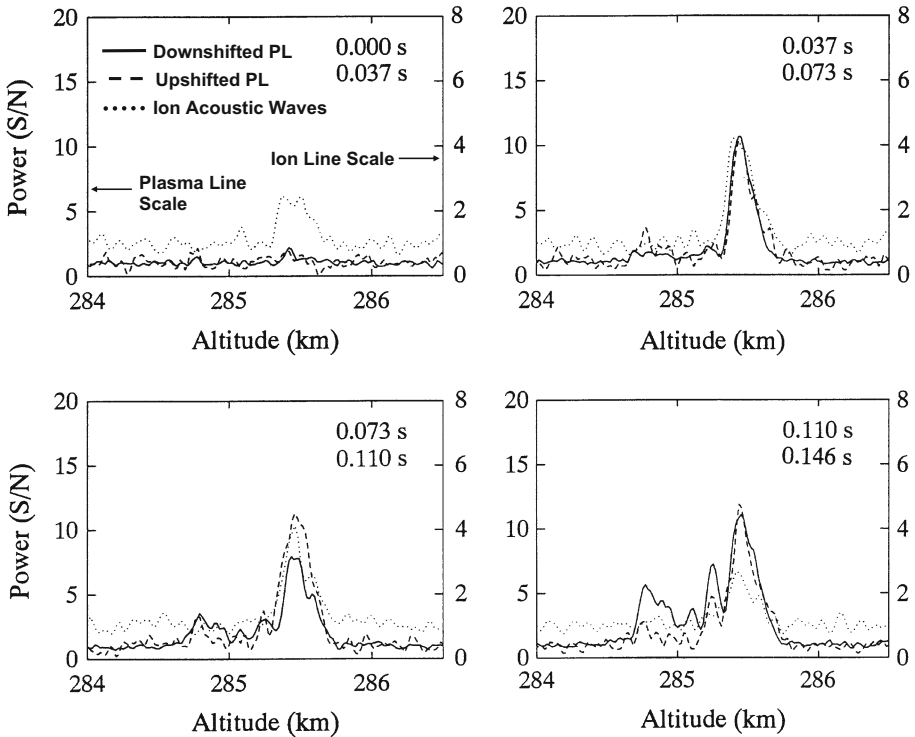 20
15
10
5
0
8
6
4
2
0
Power (S/N)
Downshifted PL
Upshifted PL
Ion Acoustic Waves
0.000 s
0.037 s
Ion Line Scale
Plasma Line
Scale
284
285
286
Altitude (km)
20
15
10
5
0
8
6
4
2
0
0.037 s
0.073 s
284
285
286
Altitude (km)
20
15
10
5
0
8
6
4
2
0
Power (S/N)
0.073 s
0.110 s
284
285
286
Altitude (km)
20
15
10
5
0
8
6
4
2
0
0.110 s
0.146 s
284
285
286
Altitude (km)